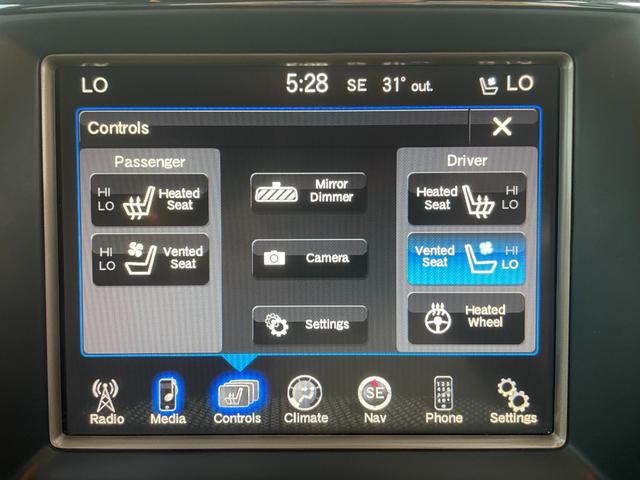 LO 5:28 SE 31° out. LO
Controls X
Passenger Driver
HI LO Heated Seat
Mirror Dimmer
Heated Seat HI LO
HI LO Vented Seat
Camera
Vented Seat HI LO
Settings
Heated Wheel
SE
Radio Media Controls Climate Nav Phone Settings